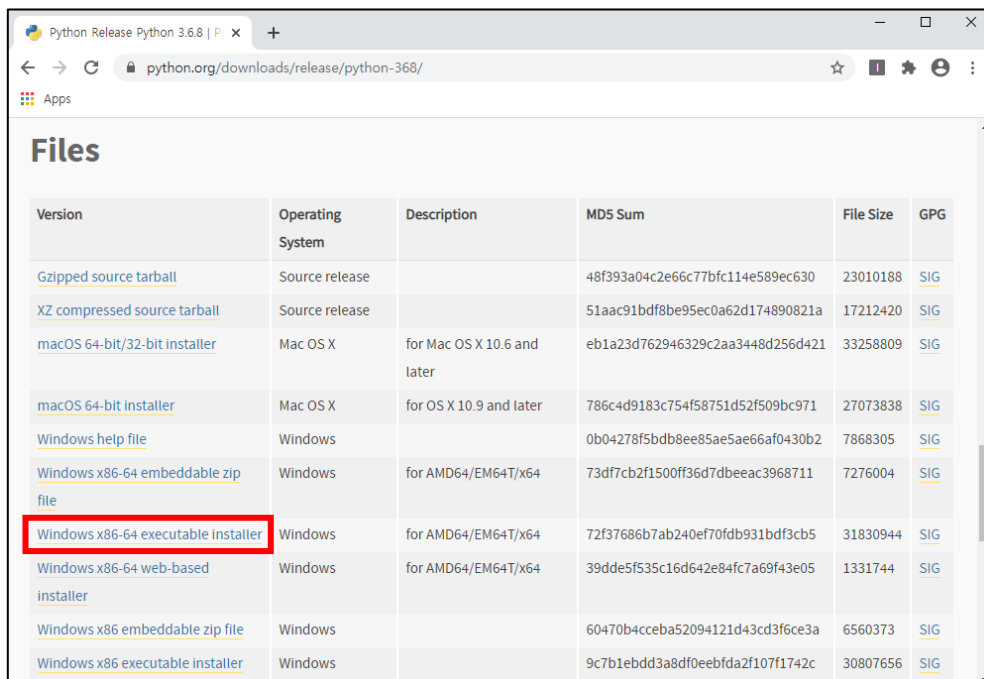 Python Release Python 3.6.8 | P
python.org/downloads/release/python-368/
Apps
Files
Version Operating System Description MD5 Sum File Size GPG
Gzipped source tarball Source release 48f393a04c2e66c77bfc114e589ec630 23010188 SIG
XZ compressed source tarball Source release 51aac91bdf8be95ec0a62d174890821a 17212420 SIG
macOS 64-bit/32-bit installer Mac OS X for Mac OS X 10.6 and later eb1a23d762946329c2aa3448d256d421 33258809 SIG
macOS 64-bit installer Mac OS X for OS X 10.9 and later 786c4d9183c754f58751d52f509bc971 27073838 SIG
Windows help file Windows 0b04278f5bdb8ee85ae5ae66af0430b2 7868305 SIG
Windows x86-64 embeddable zip file Windows for AMD64/EM64T/x64 73df7cb2f1500ff36d7dbeeac3968711 7276004 SIG
Windows x86-64 executable installer Windows for AMD64/EM64T/x64 72f37686b7ab240ef70fdb931bdf3cb5 31830944 SIG
Windows x86-64 web-based installer Windows for AMD64/EM64T/x64 39dde5f535c16d642e84fc7a69f43e05 1331744 SIG
Windows x86 embeddable zip file Windows 60470b4cceba52094121d43cd3f6ce3a 6560373 SIG
Windows x86 executable installer Windows 9c7b1ebdd3a8df0eebfda2f107f1742c 30807656 SIG